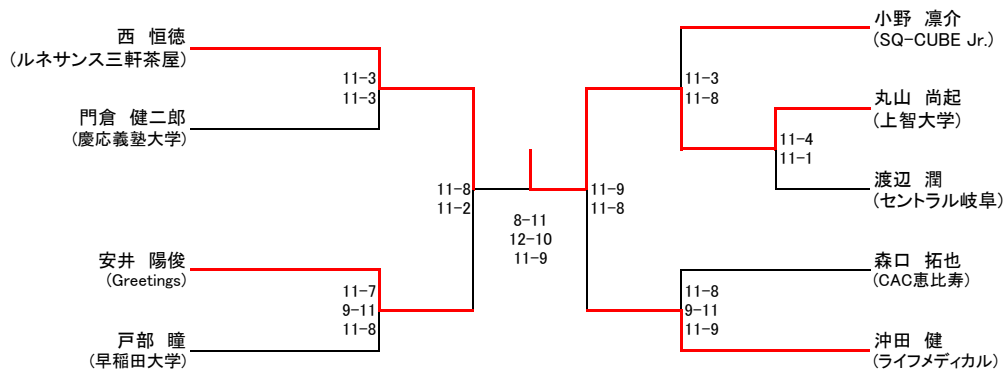 西 恒徳
(ルネサンス三軒茶屋)
11-3
11-3
門倉 健二郎
(慶応義塾大学)
11-8
11-2
安井 陽俊
(Greetings)
11-7
9-11
11-8
戸部 瞳
(早稲田大学)
8-11
12-10
11-9
小野 凛介
(SQ-CUBE Jr.)
11-3
11-8
丸山 尚起
(上智大学)
11-4
11-1
渡辺 潤
(セントラル岐阜)
11-9
11-8
森口 拓也
(CAC恵比寿)
11-8
9-11
11-9
沖田 健
(ライフメディカル)